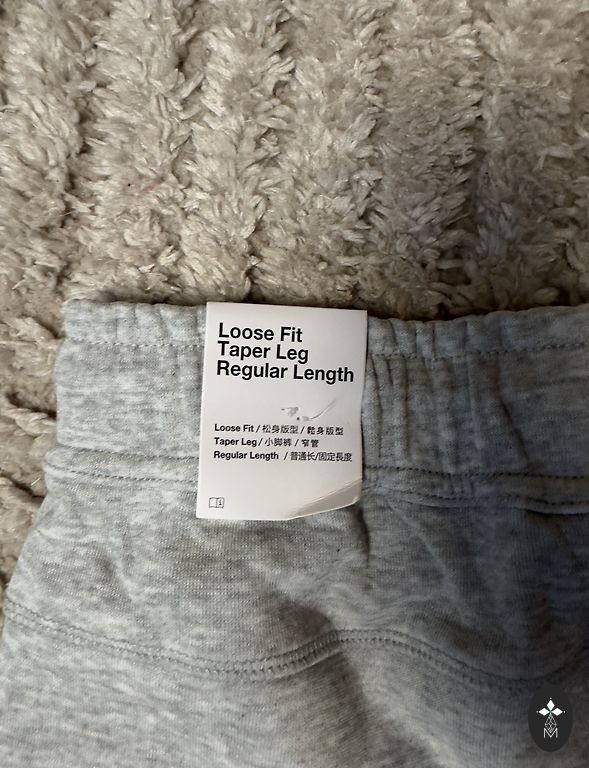 Loose Fit
Taper Leg
Regular Length
Loose Fit / 松身版型 / 鬆身版型
Taper Leg / 小脚裤 / 窄管
Regular Length / 普通长/固定長度
M